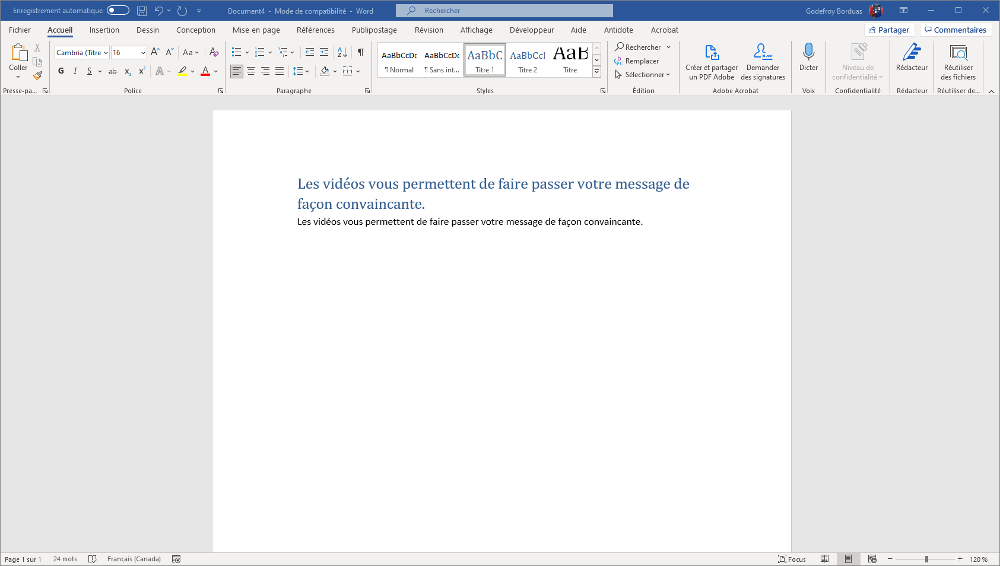 Enregistrement automatique
Document4 - Mode de compatibilité - Word
Rechercher
Godefroy Borduas
Fichier Accueil Insertion Dessin Conception Mise en page Références Publipostage Révision Affichage Développeur Aide Antidote Acrobat
Partager Commentaires
Coller
Presse-pa...
Cambria (Titre 16
Aa
G I S ab x₂ x²
A A
Police
Paragraphe
AaBbCcDc AaBbCcDc AaBbC AaBbCcI AaB
¶ Normal ¶ Sans int... Titre 1 Titre 2 Titre
Styles
Rechercher
Remplacer
Sélectionner
Édition
Créer et partager
un PDF Adobe
Demander
des signatures
Adobe Acrobat
Dicter
Voix
Niveau de
confidentialité
Confidentialité
Rédacteur
Rédacteur
Réutiliser
des fichiers
Réutiliser de...
Les vidéos vous permettent de faire passer votre message de
façon convaincante.
Les vidéos vous permettent de faire passer votre message de façon convaincante.
Page 1 sur 1 24 mots Français (Canada)
Focus
120 %